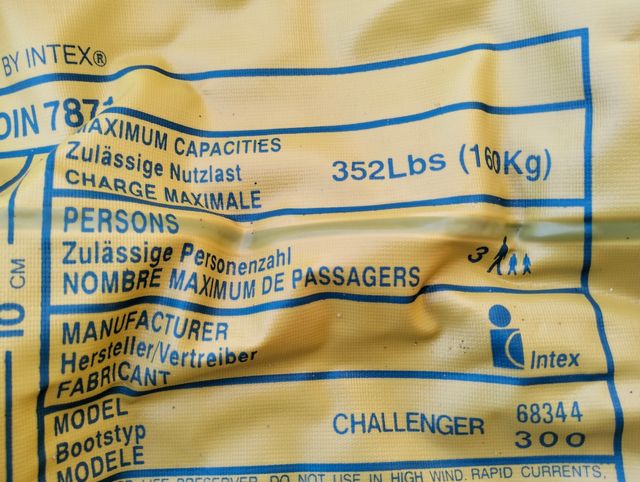 BY INTEX®
DIN 787
MAXIMUM CAPACITIES
Zulässige Nutzlast
CHARGE MAXIMALE
352Lbs (160Kg)
PERSONS
Zulässige Personenzahl
NOMBRE MAXIMUM DE PASSAGERS
3
MANUFACTURER
Hersteller/Vertreiber
FABRICANT
Intex
MODEL
Bootstyp
MODELE
CHALLENGER 68344
300
10 CM
LIFE PRESERVER. DO NOT USE IN HIGH WIND, RAPID CURRENTS,